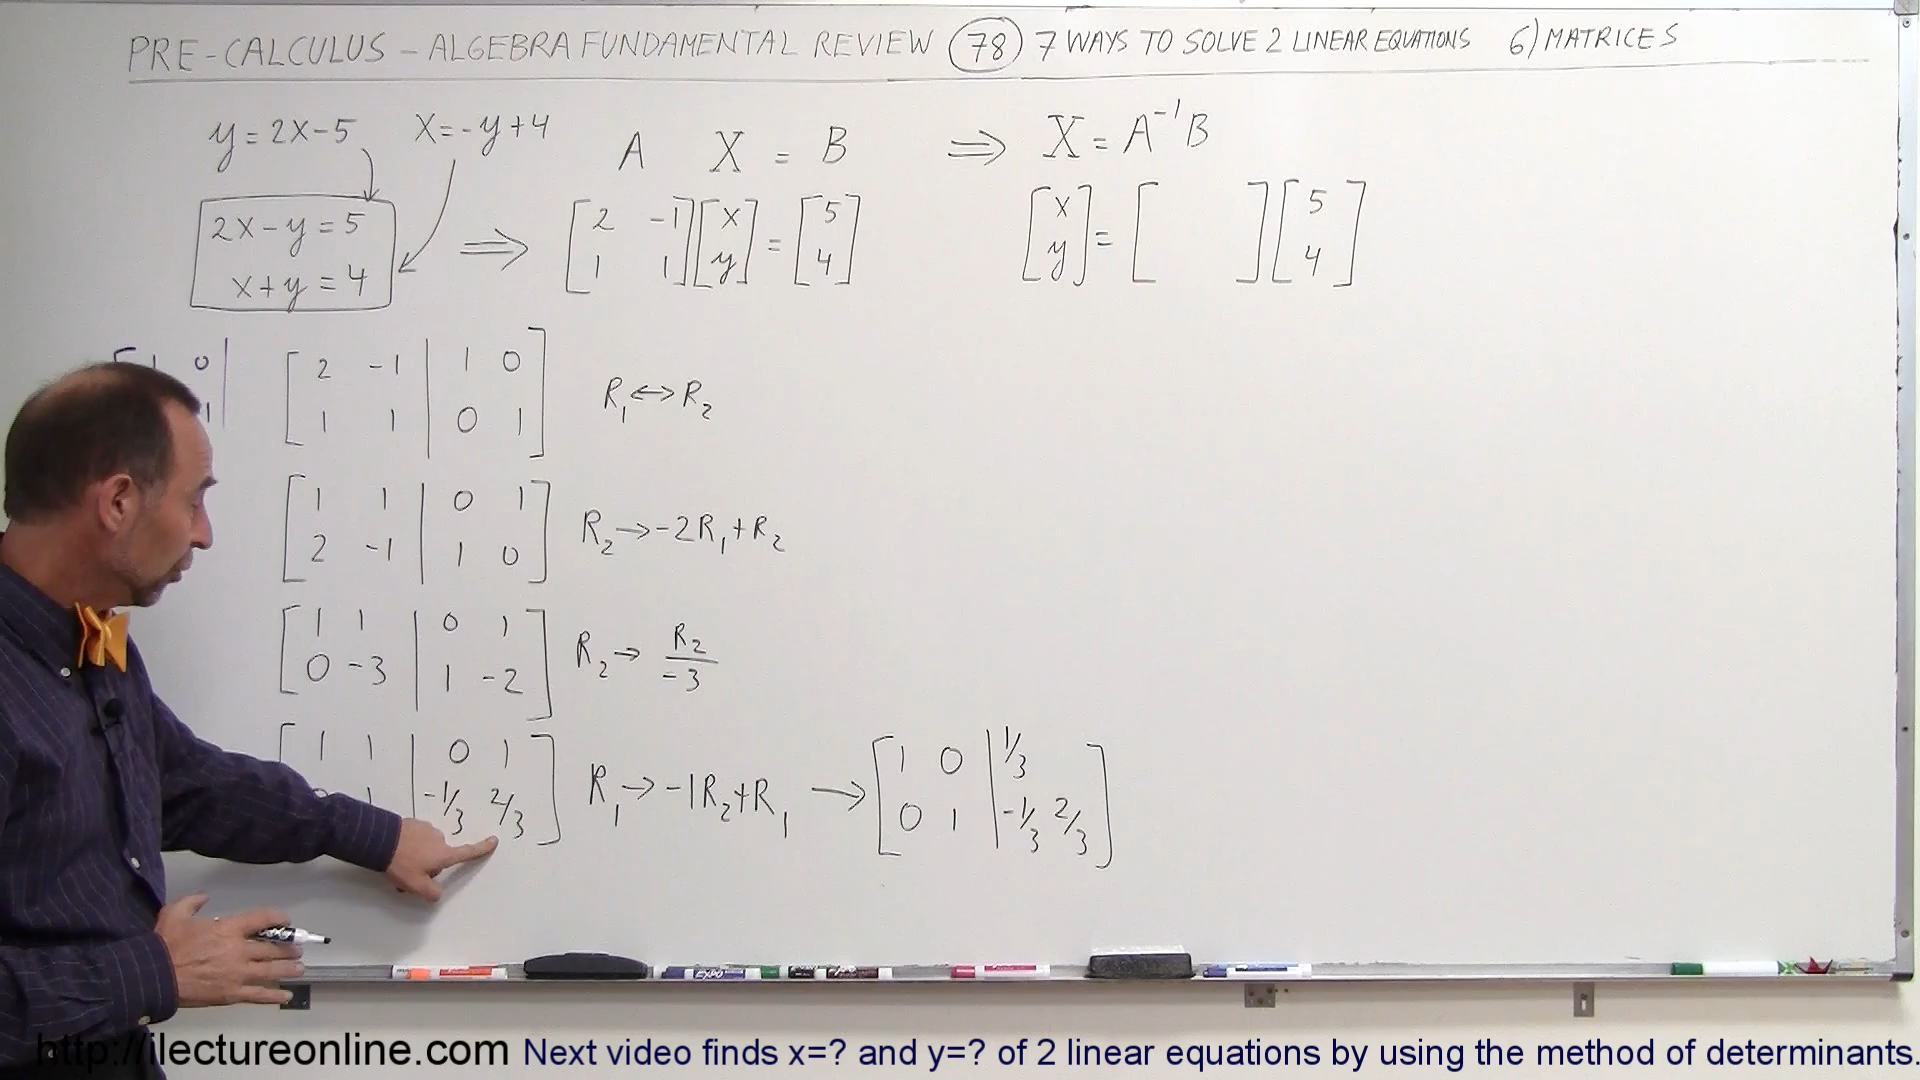 PRE-CALCULUS - ALGEBRA FUNDAMENTAL REVIEW 78 7 WAYS TO SOLVE 2 LINEAR EQUATIONS 6) MATRICES
y = 2x-5 x = -y+4 A X = B ⇒ X = A⁻¹B
2x - y = 5
x + y = 4
⇒ [2 -1] [x] = [5]
[1 1] [y] [4]
[x] = [ ] [5]
[y] [4]
1 0 |
1 |
[2 -1 | 1 0]
[1 1 | 0 1]
R₁ ↔ R₂
[1 1 | 0 1]
[2 -1 | 1 0]
R₂ → -2R₁ + R₂
[1 1 | 0 1]
[0 -3 | 1 -2]
R₂ → R₂/-3
[1 1 | 0 1]
[1 | -1/3 2/3]
R₁ → -1R₂ + R₁ →
[1 0 | 1/3 ]
[0 1 | -1/3 2/3]
EXPO
http://ilectureonline.com Next video finds x=? and y=? of 2 linear equations by using the method of determinants.